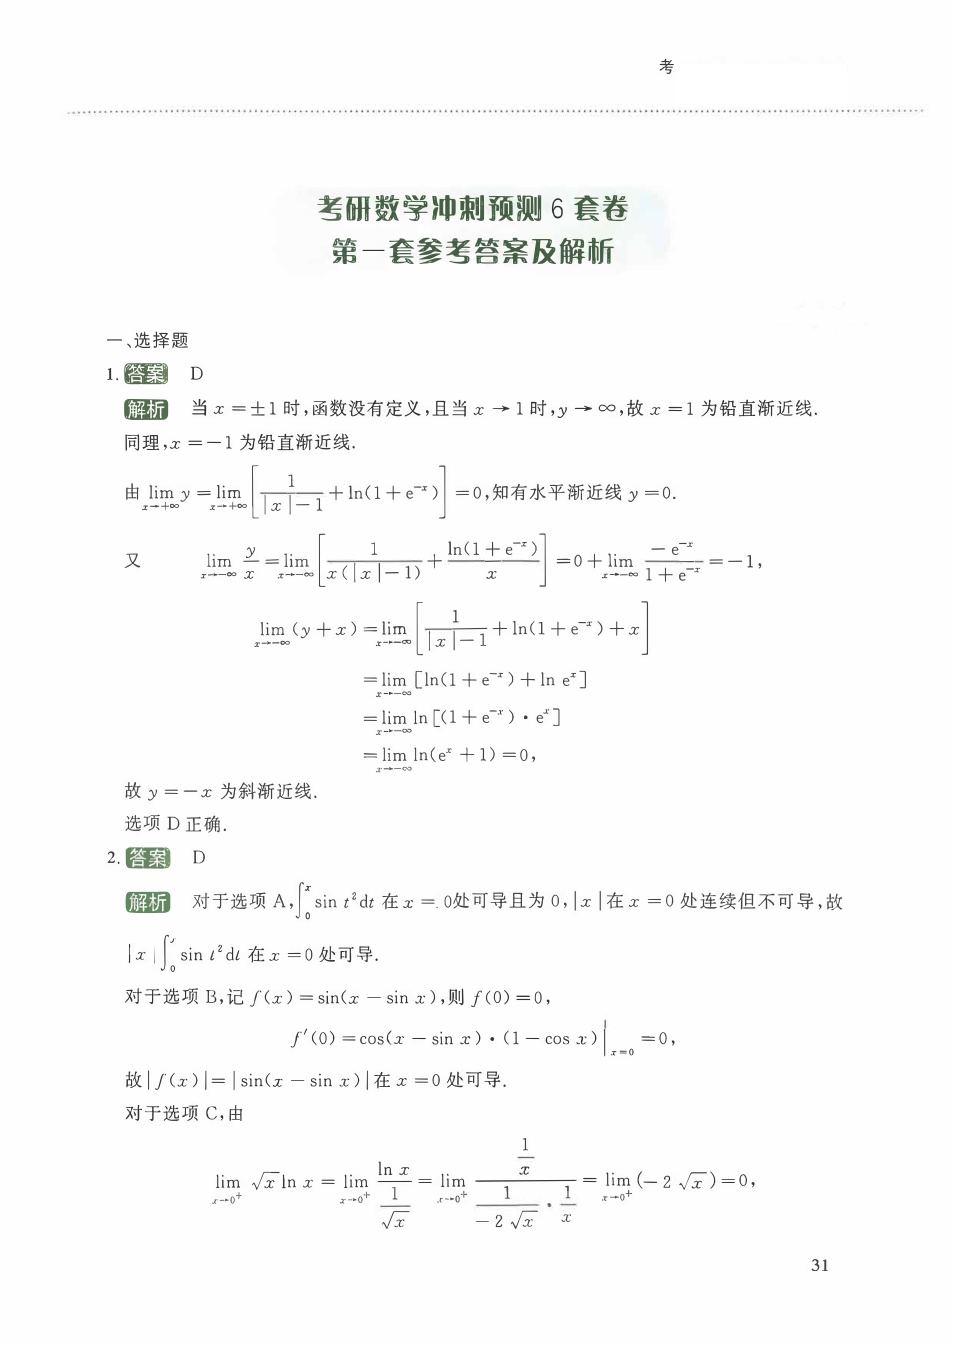 考
考研数学冲刺预测 6 套卷
第一套参考答案及解析
一、选择题
1. 答案 D
解析 当 x =±1 时,函数没有定义,且当 x → 1 时,y → ∞,故 x =1 为铅直渐近线.
同理,x =-1 为铅直渐近线.
由 lim_{x→+∞} y = lim_{x→+∞} [1/(|x|-1) + ln(1+e^{-x})] =0,知有水平渐近线 y =0.
又 lim_{x→-∞} y/x = lim_{x→-∞} [1/(x(|x|-1)) + ln(1+e^{-x})/x] =0+ lim_{x→-∞} -e^{-x}/(1+e^{-x}) =-1,
lim_{x→-∞} (y+x) = lim_{x→-∞} [1/(|x|-1) + ln(1+e^{-x}) + x]
= lim_{x→-∞} [ln(1+e^{-x}) + ln e^x]
= lim_{x→-∞} ln[(1+e^{-x})·e^x]
= lim_{x→-∞} ln(e^x +1) =0,
故 y =-x 为斜渐近线.
选项 D 正确.
2. 答案 D
解析 对于选项 A,∫_0^x sin t²dt 在 x = 0处可导且为 0,|x|在 x =0 处连续但不可导,故
|x|∫_0^x sin t²dt 在 x =0 处可导.
对于选项 B,记 f(x) =sin(x - sin x),则 f(0) =0,
f′(0) =cos(x - sin x)·(1 - cos x)|_{x=0} =0,
故|f(x)|=|sin(x - sin x)|在 x =0 处可导.
对于选项 C,由
lim_{x→0⁺} √x ln x = lim_{x→0⁺} ln x/(1/√x) = lim_{x→0⁺} (1/x)/(1/(-2√x)·1/x) = lim_{x→0⁺} (-2√x) =0,
31